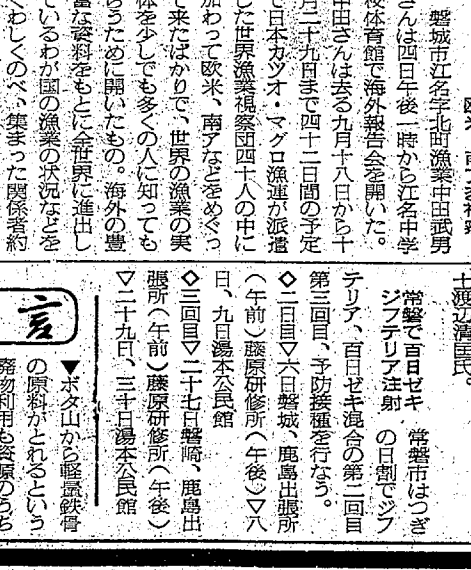 磐城市江名字北町漁業中田武男
さんは四日午後一時から江名中学
校体育館で海外報告会を開いた。
中田さんは去る九月十八日から十
月二十九日まで四十二日間の予定
で日本カツオ・マグロ漁連が派遣
した世界漁業視察団四十人の中に
加わって欧米、南アなどをめぐっ
て来たばかりで、世界の漁業の実
体を少しでも多くの人に知っても
らうために開いたもの。海外の豊
富な資料をもとに全世界に進出し
ているわが国の漁業の状況などを
くわしくのべ、集まった関係者約
七渡辺清国氏。
常磐で百日ゼキ
ジフテリア注射
常磐市はつぎ
の日割でジフ
テリア、百日ゼキ混合の第二回目
第三回目、予防接種を行なう。
◇二日目▽六日磐城、鹿島出張所
(午前)藤原研修所(午後)▽八
日、九日湯本公民館
◇三回目▽二十七日磐崎、鹿島出
張所(午前)藤原研修所(午後)
▽二十九日、三十日湯本公民館
言
▼ボタ山から軽量鉄骨
の原料がとれるという
廃物利用も資源のうち